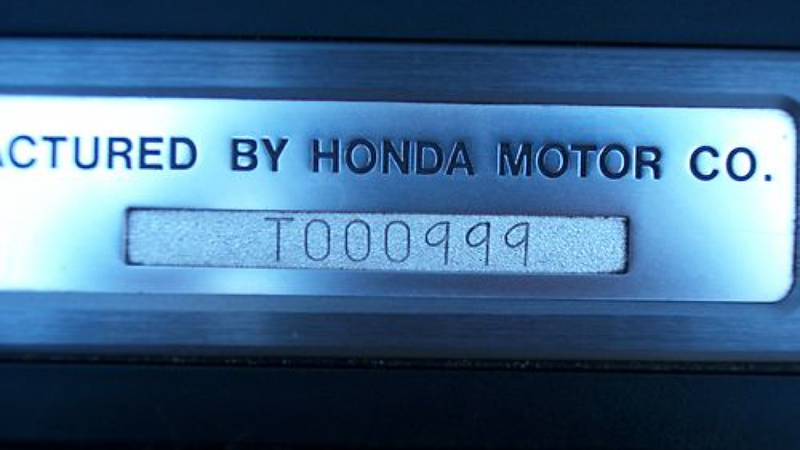 ACTURED BY HONDA MOTOR CO.
T000999